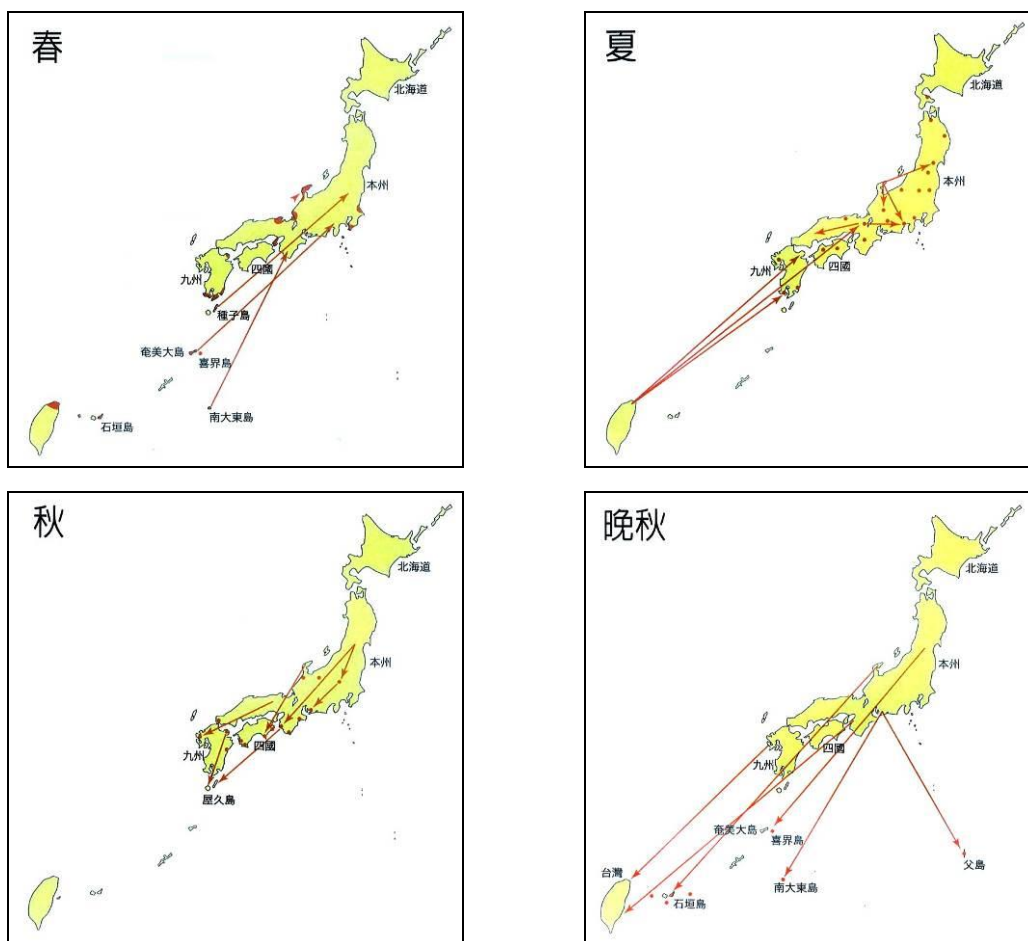 春
北海道
本州
九州
四國
種子島
奄美大島
喜界島
石垣島
南大東島
夏
北海道
本州
九州
四國
秋
北海道
本州
九州
四國
屋久島
晩秋
北海道
本州
九州
四國
奄美大島
喜界島
台灣
石垣島
南大東島
父島